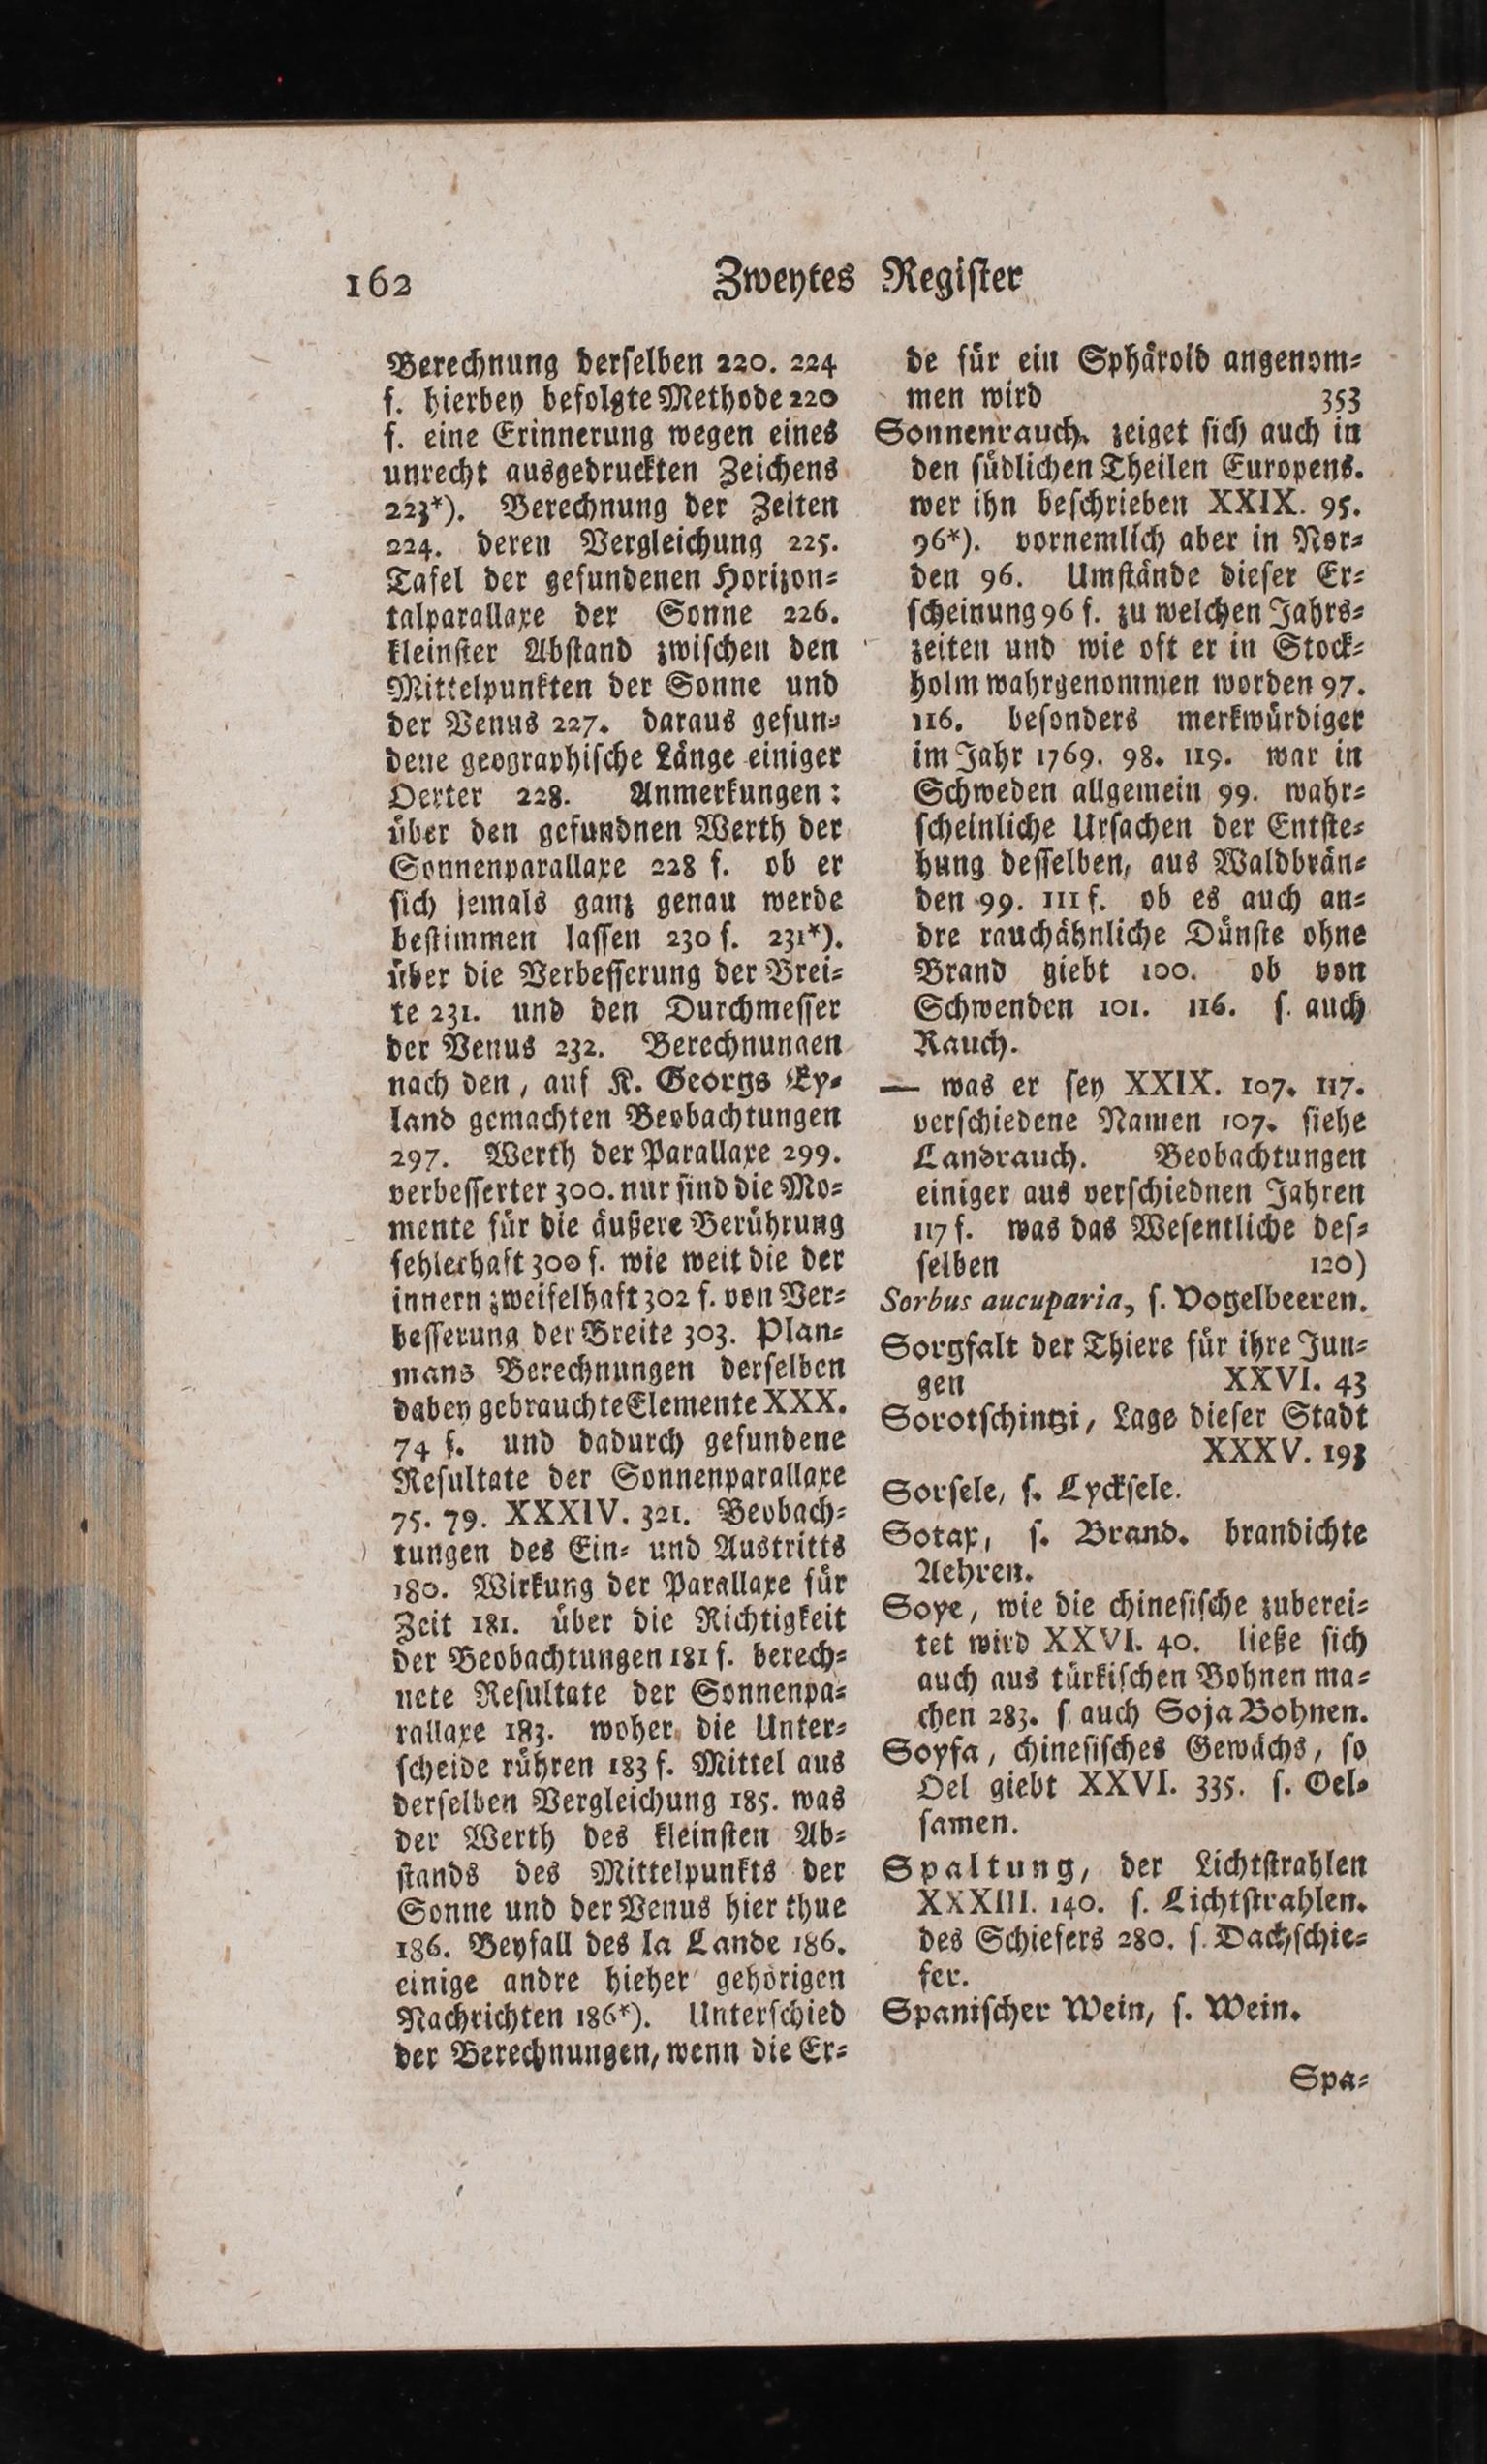 162 Zweytes Regiſter
Berechnung derſelben 220. 224
f. hierbey befolgte Methode 220
f. eine Erinnerung wegen eines
unrecht ausgedruckten Zeichens
223*). Berechnung der Zeiten
224. deren Vergleichung 225.
Tafel der gefundenen Horizon⸗
talparallaxe der Sonne 226.
kleinſter Abſtand zwiſchen den
Mittelpunkten der Sonne und
der Venus 227. daraus gefun⸗
dene geographiſche Länge einiger
Oerter 228. Anmerkungen:
über den gefundnen Werth der
Sonnenparallaxe 228 f. ob er
ſich jemals ganz genau werde
beſtimmen laſſen 230 f. 231*).
über die Verbeſſerung der Brei⸗
te 231. und den Durchmeſſer
der Venus 232. Berechnungen
nach den, auf K. Georgs Ey⸗
land gemachten Beobachtungen
297. Werth der Parallaxe 299.
verbeſſerter 300. nur ſind die Mo⸗
mente für die äußere Berührung
fehlerhaft 300 f. wie weit die der
innern zweifelhaft 302 f. von Ver⸗
beſſerung der Breite 303. Plan⸗
mans Berechnungen derſelben
dabey gebrauchte Elemente XXX.
74 f. und dadurch gefundene
Reſultate der Sonnenparallaxe
75. 79. XXXIV. 321. Beobach⸗
tungen des Ein⸗ und Austritts
180. Wirkung der Parallaxe für
Zeit 181. über die Richtigkeit
der Beobachtungen 181 f. berech⸗
nete Reſultate der Sonnenpa⸗
rallaxe 183. woher die Unter⸗
ſcheide rühren 183 f. Mittel aus
derſelben Vergleichung 185. was
der Werth des kleinſten Ab⸗
ſtands des Mittelpunkts der
Sonne und der Venus hier thue
186. Beyfall des la Lande 186.
einige andre hieher gehörigen
Nachrichten 186*). Unterſchied
der Berechnungen, wenn die Er⸗
de für ein Sphäroid angenom⸗
men wird 353
Sonnenrauch. zeiget ſich auch in
den ſüdlichen Theilen Europens.
wer ihn beſchrieben XXIX. 95.
96*). vornemlich aber in Nor⸗
den 96. Umſtände dieſer Er⸗
ſcheinung 96 f. zu welchen Jahrs⸗
zeiten und wie oft er in Stock⸗
holm wahrgenommen worden 97.
116. beſonders merkwürdiger
im Jahr 1769. 98. 119. war in
Schweden allgemein 99. wahr⸗
ſcheinliche Urſachen der Entſte⸗
hung deſſelben, aus Waldbrän⸗
den 99. 111 f. ob es auch an⸗
dre rauchähnliche Dünſte ohne
Brand giebt 100. ob von
Schwenden 101. 116. ſ. auch
Rauch.
— was er ſey XXIX. 107. 117.
verſchiedene Namen 107. ſiehe
Landrauch. Beobachtungen
einiger aus verſchiednen Jahren
117 f. was das Weſentliche deſ⸗
ſelben 120)
Sorbus aucuparia, ſ. Vogelbeeren.
Sorgfalt der Thiere für ihre Jun⸗
gen XXVI. 43
Sorotſchintzi, Lage dieſer Stadt
XXXV. 193
Sorſele, ſ. Lyckſele.
Sotax, ſ. Brand. brandichte
Aehren.
Soye, wie die chineſiſche zuberei⸗
tet wird XXVI. 40. ließe ſich
auch aus türkiſchen Bohnen ma⸗
chen 283. ſ auch Soja Bohnen.
Soyfa, chineſiſches Gewächs, ſo
Oel giebt XXVI. 335. ſ. Oel⸗
ſamen.
Spaltung, der Lichtſtrahlen
XXXIII. 140. ſ. Lichtſtrahlen.
des Schiefers 280. ſ. Dachſchie⸗
fer.
Spaniſcher Wein, ſ. Wein.
Spa⸗